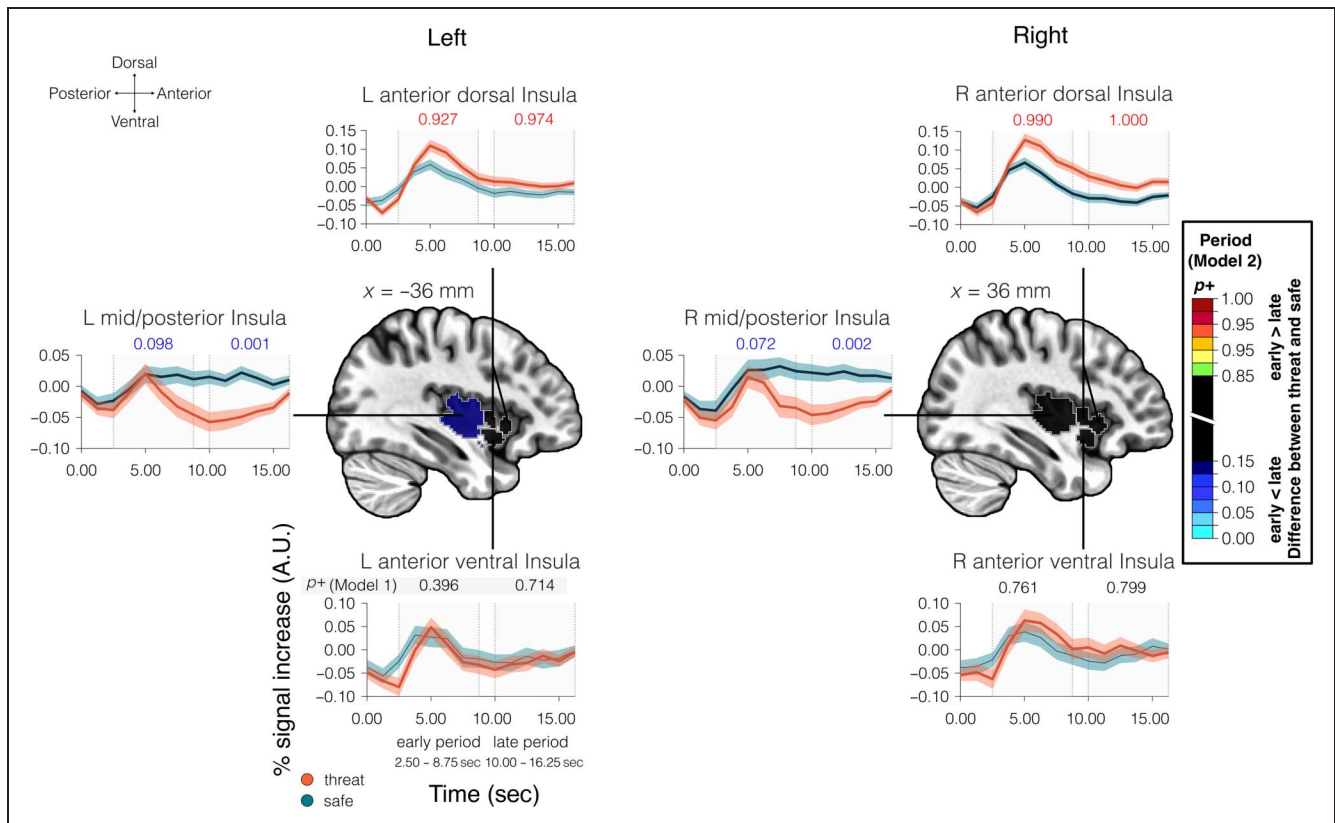 Left
Right
Dorsal
Posterior
Anterior
Ventral
L anterior dorsal Insula
0.927
0.974
0.15
0.10
0.05
0.00
−0.05
−0.10
0.00
5.00
10.00
15.00
R anterior dorsal Insula
0.990
1.000
0.15
0.10
0.05
0.00
−0.05
−0.10
0.00
5.00
10.00
15.00
x = −36 mm
L mid/posterior Insula
0.098
0.001
0.05
0.00
−0.05
−0.10
0.00
5.00
10.00
15.00
x = 36 mm
R mid/posterior Insula
0.072
0.002
0.05
0.00
−0.05
−0.10
0.00
5.00
10.00
15.00
Period
(Model 2)
p+
1.00
0.95
0.95
0.85
0.15
0.10
0.05
0.00
early > late
early < late
Difference between threat and safe
L anterior ventral Insula
p+ (Model 1)
0.396
0.714
0.10
0.05
0.00
−0.05
−0.10
0.00
5.00
10.00
15.00
early period
late period
2.50 – 8.75 sec
10.00 – 16.25 sec
% signal increase (A.U.)
Time (sec)
threat
safe
R anterior ventral Insula
0.761
0.799
0.10
0.05
0.00
−0.05
−0.10
0.00
5.00
10.00
15.00